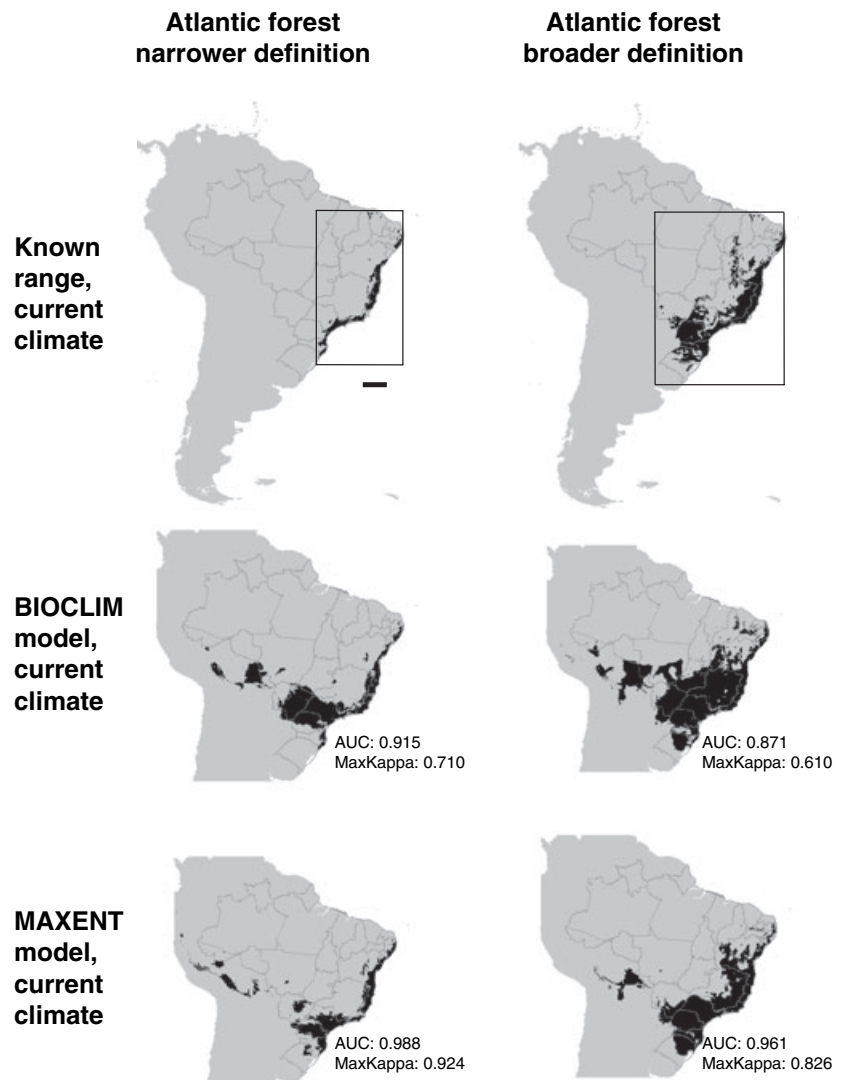 Atlantic forest
narrower definition
Atlantic forest
broader definition
Known
range,
current
climate
BIOCLIM
model,
current
climate
AUC: 0.915
MaxKappa: 0.710
AUC: 0.871
MaxKappa: 0.610
MAXENT
model,
current
climate
AUC: 0.988
MaxKappa: 0.924
AUC: 0.961
MaxKappa: 0.826